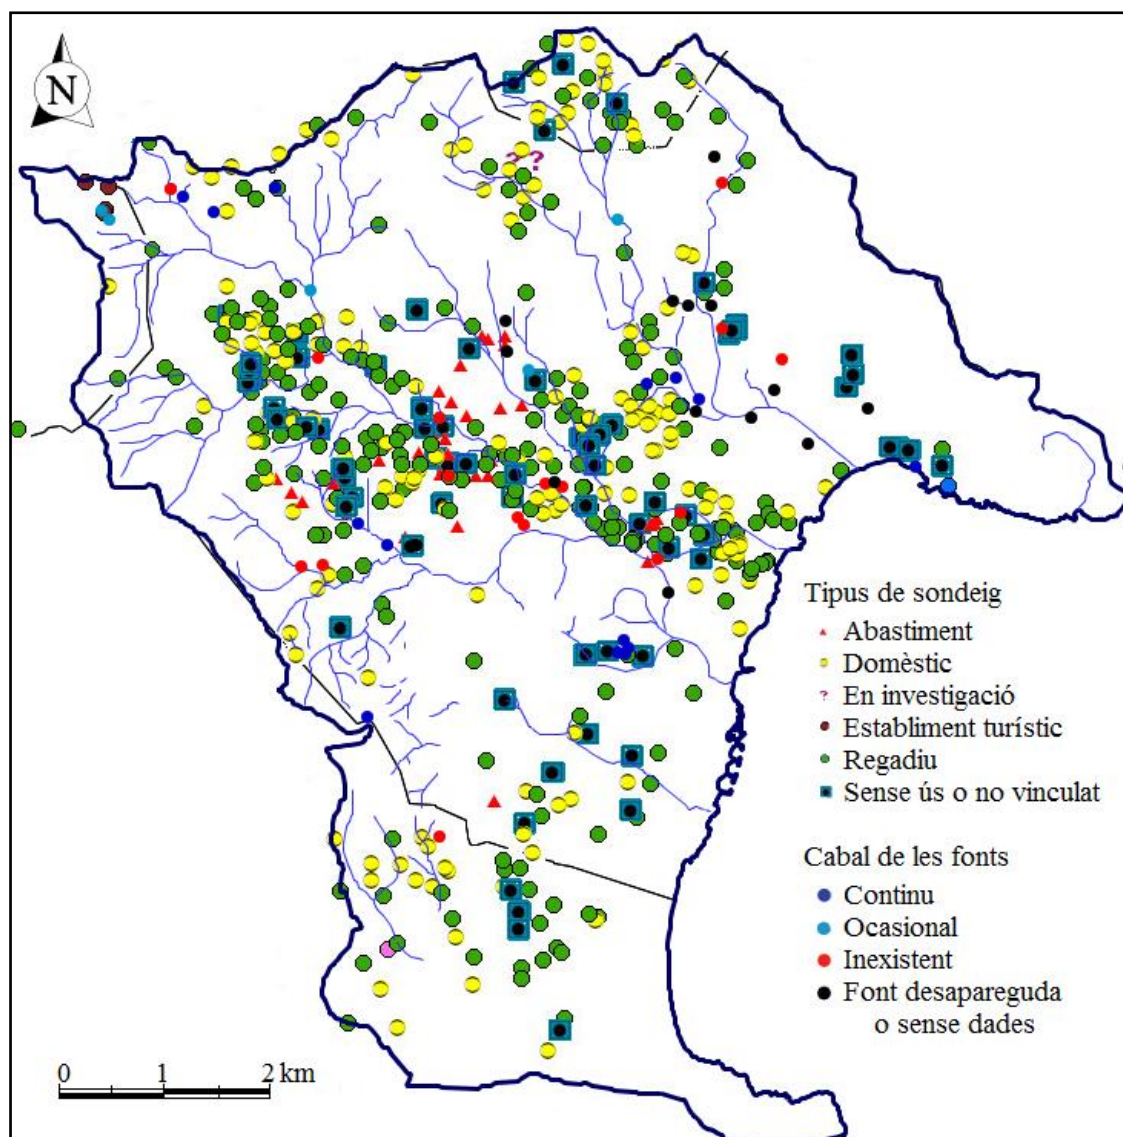 N
? ?
Tipus de sondeig
Abastiment
Domèstic
? En investigació
Establiment turístic
Regadiu
Sense ús o no vinculat
Cabal de les fonts
Continu
Ocasional
Inexistent
Font desapareguda
o sense dades
0 1 2 km